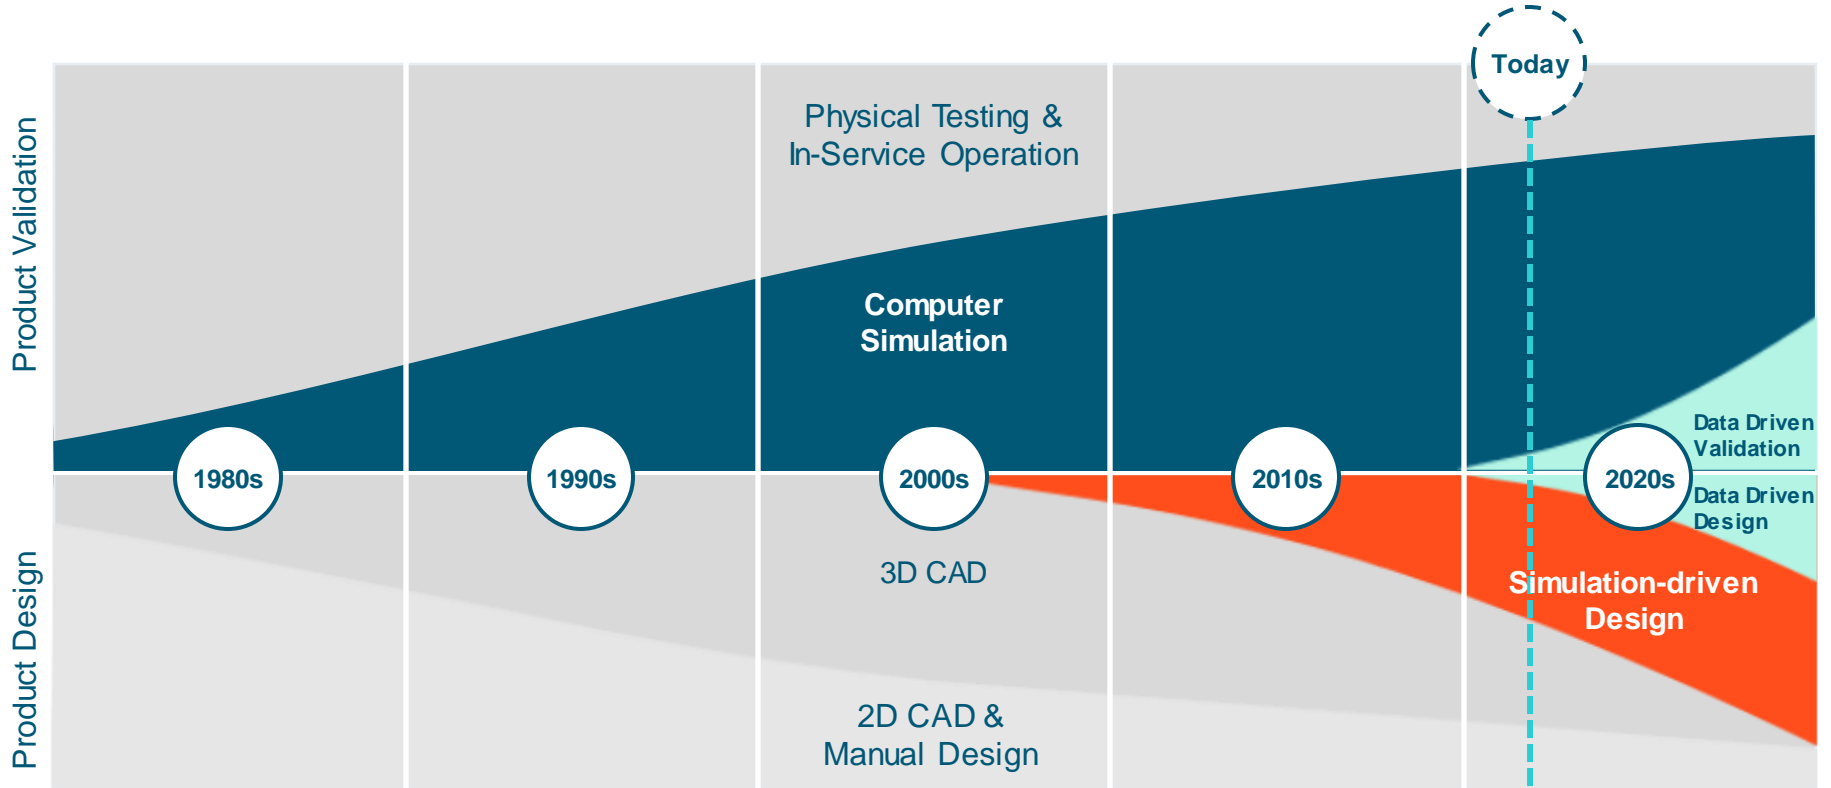 Today
Product Validation
Physical Testing &
In-Service Operation
Computer
Simulation
Data Driven
Validation
1980s
1990s
2000s
2010s
2020s
Data Driven
Design
Product Design
3D CAD
Simulation-driven
Design
2D CAD &
Manual Design